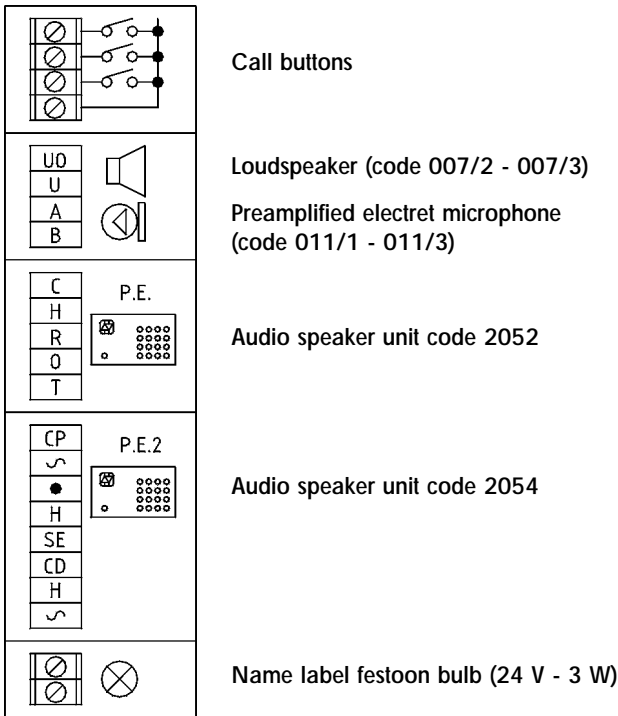 Call buttons
U0
U
A
B
Loudspeaker (code 007/2 - 007/3)
Preamplified electret microphone
(code 011/1 - 011/3)
C
H
R
0
T
P.E.
Audio speaker unit code 2052
CP
H
SE
CD
H
P.E.2
Audio speaker unit code 2054
Name label festoon bulb (24 V - 3 W)